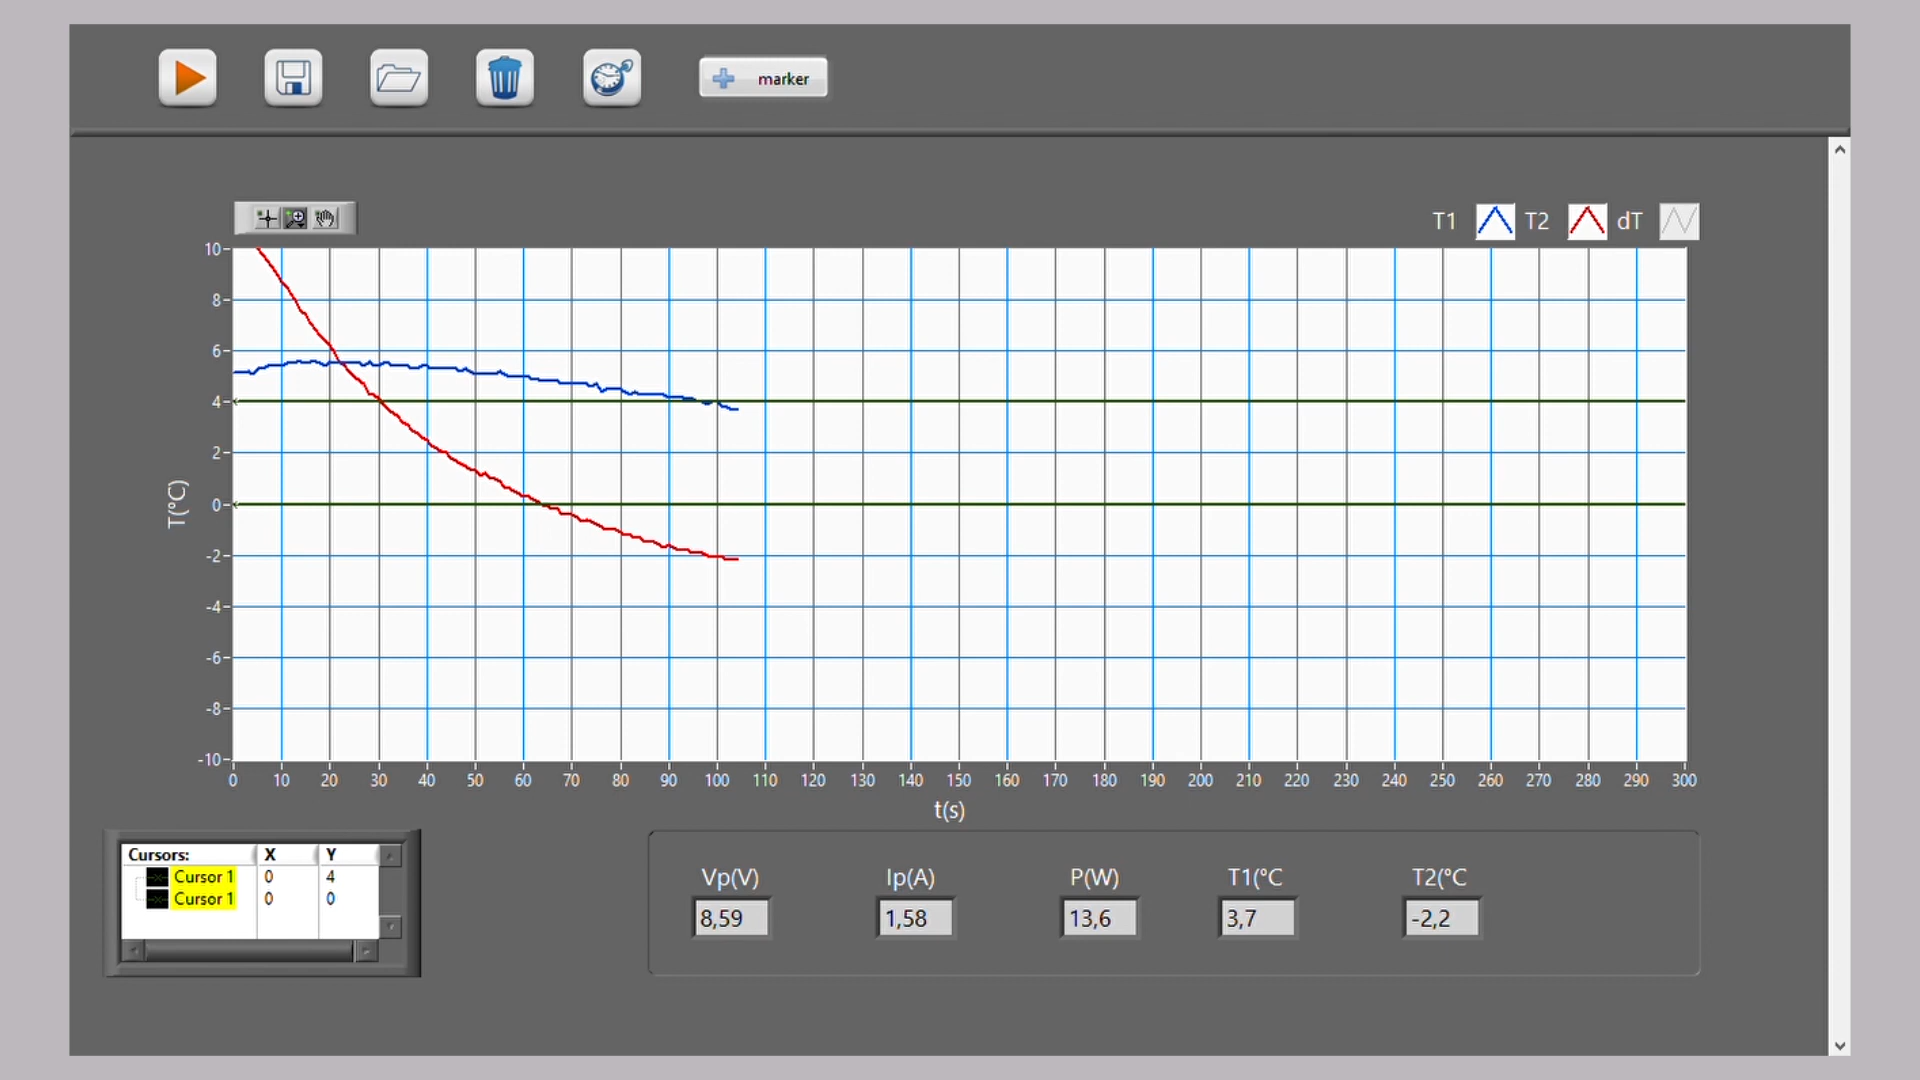 marker
T1 T2 dT
10
8
6
4
2
0
-2
-4
-6
-8
-10
T(°C)
0 10 20 30 40 50 60 70 80 90 100 110 120 130 140 150 160 170 180 190 200 210 220 230 240 250 260 270 280 290 300
t(s)
Cursors: X Y
Cursor 1 0 4
Cursor 1 0 0
Vp(V) Ip(A) P(W) T1(°C T2(°C
8,59 1,58 13,6 3,7 -2,2